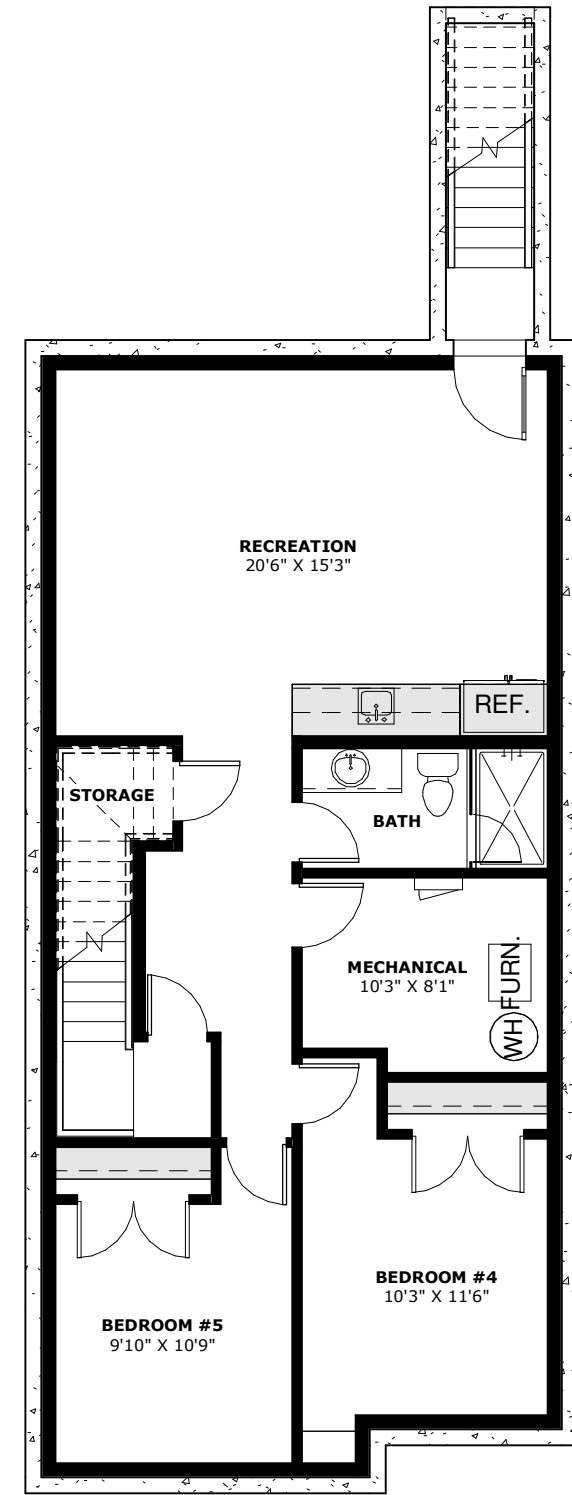 RECREATION
20'6" X 15'3"
REF.
STORAGE
BATH
MECHANICAL
10'3" X 8'1"
FURN.
WH
BEDROOM #4
10'3" X 11'6"
BEDROOM #5
9'10" X 10'9"